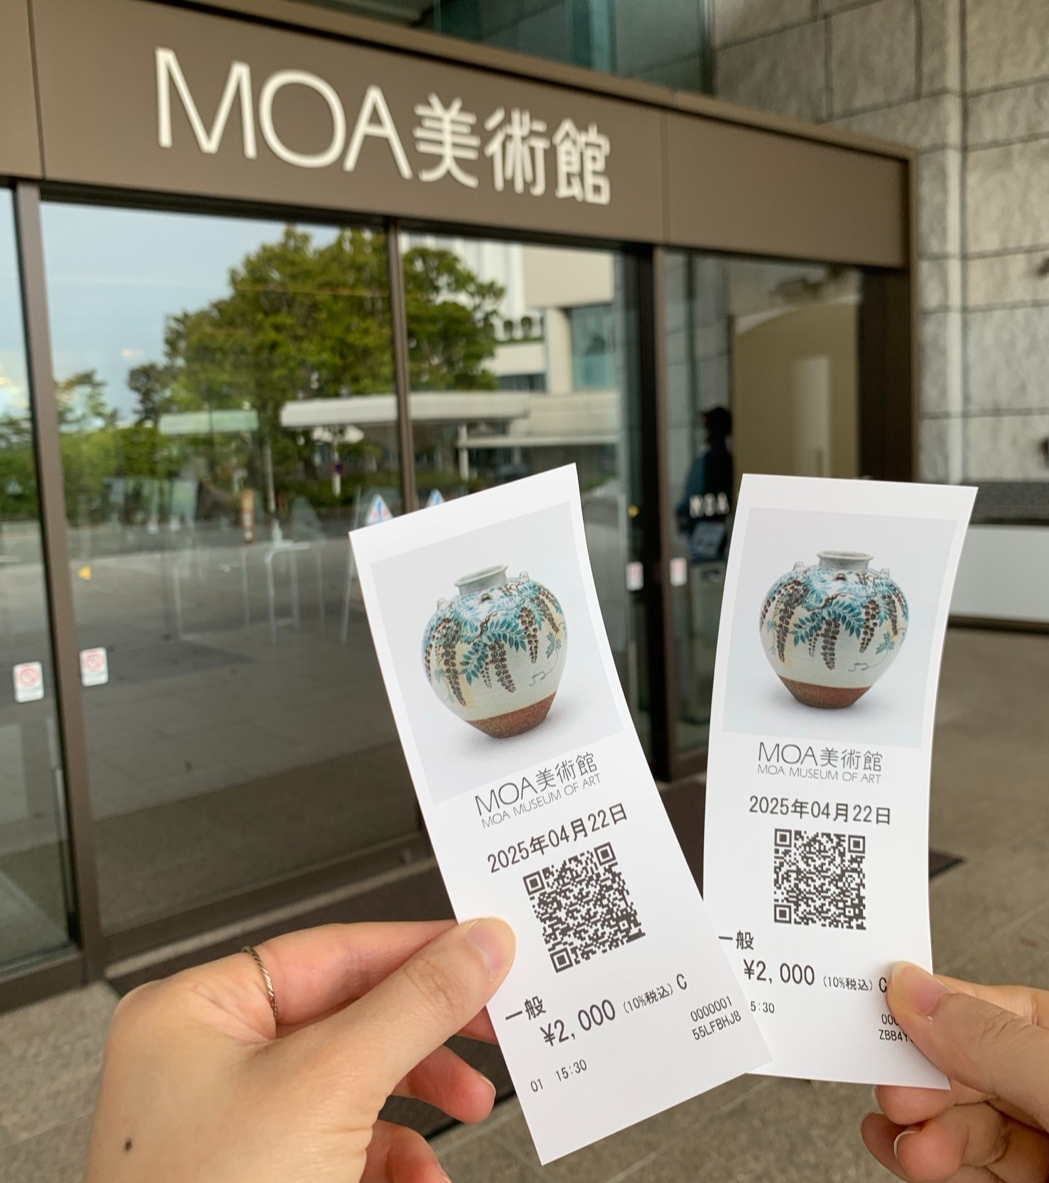 MOA美術館
MOA
MOA美術館
MOA MUSEUM OF ART
2025年04月22日
一般
¥2,000 (10%税込) C
0000001
01 15:30
55LFBHJ8
MOA美術館
MOA MUSEUM OF ART
2025年04月22日
一般
¥2,000 (10%税込) C
5:30